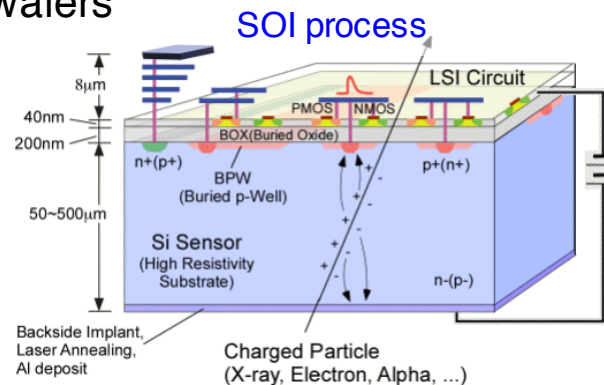 wafers
SOI process
8μm
LSI Circuit
PMOS NMOS
40nm
BOX(Buried Oxide)
200nm
n+(p+)
p+(n+)
BPW
(Buried p-Well)
50~500μm
Si Sensor
(High Resistivity
Substrate)
n-(p-)
Backside Implant,
Laser Annealing,
Al deposit
Charged Particle
(X-ray, Electron, Alpha, ...)